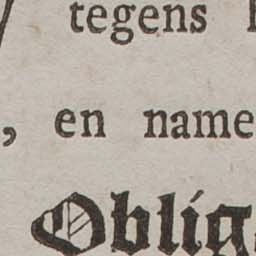 tegens
, en name
Oblig